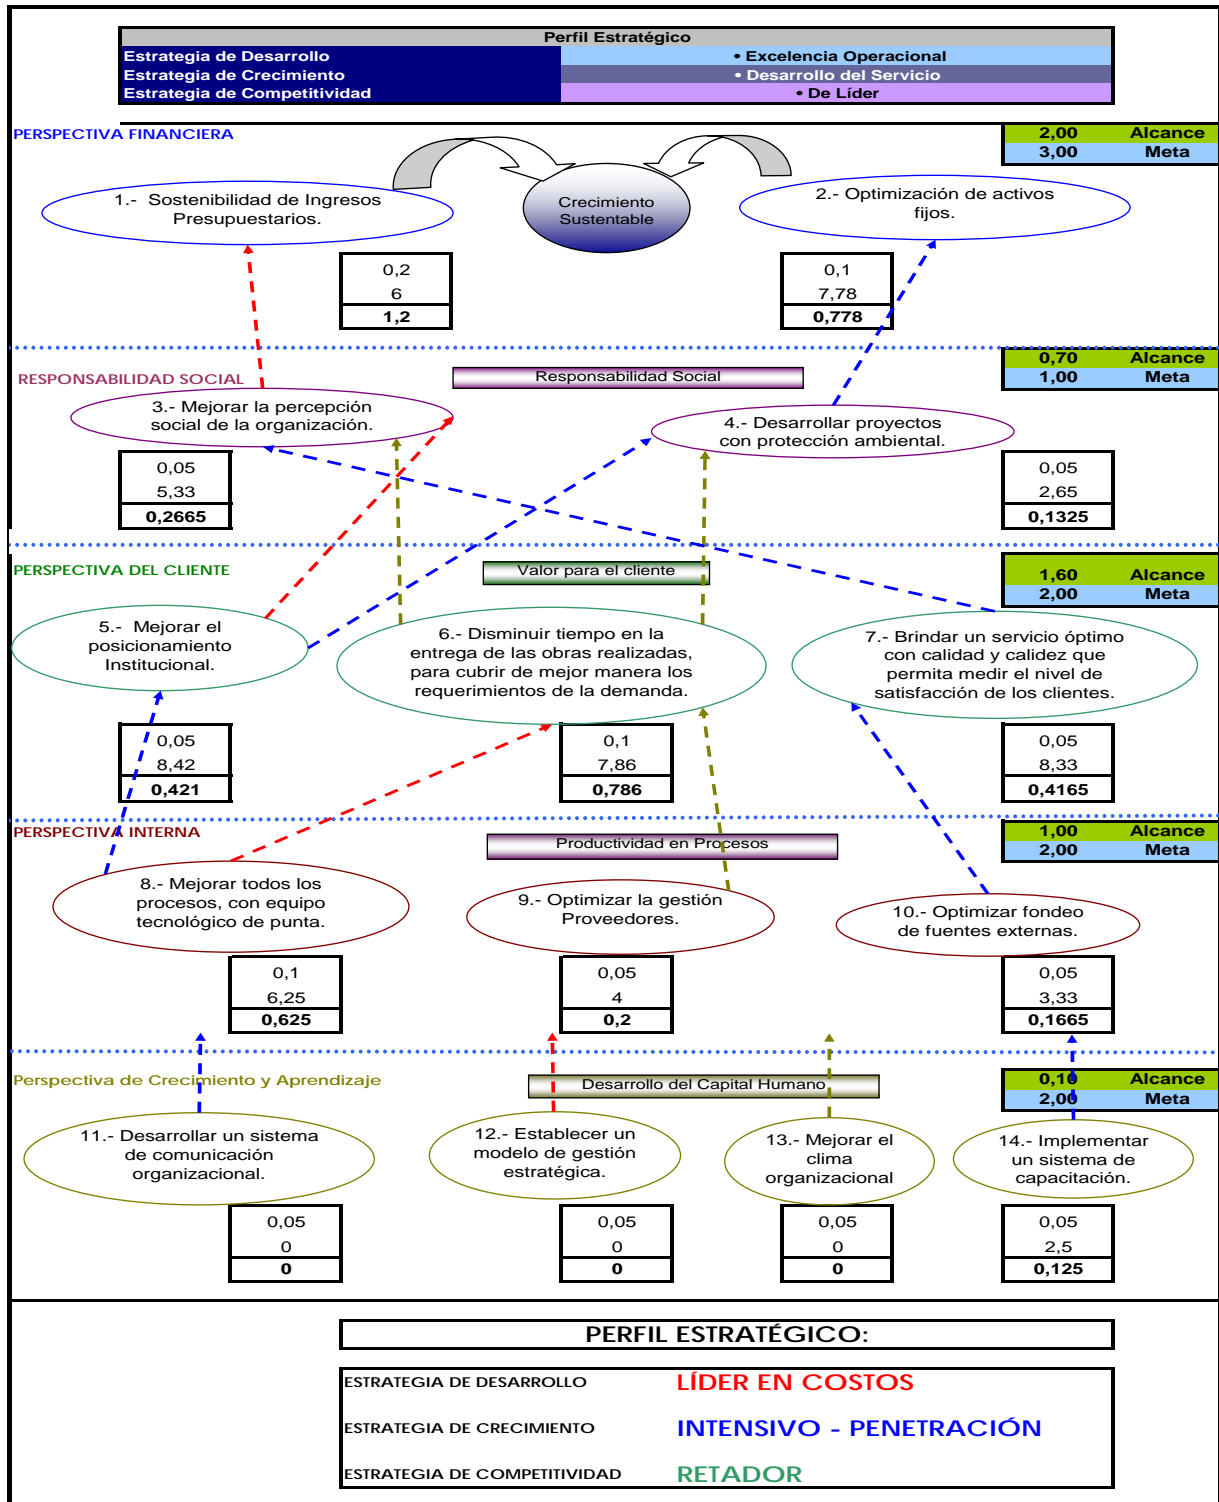 Perfil Estratégico
Estrategia de Desarrollo • Excelencia Operacional
Estrategia de Crecimiento • Desarrollo del Servicio
Estrategia de Competitividad • De Líder
PERSPECTIVA FINANCIERA
2,00 Alcance
3,00 Meta
1.- Sostenibilidad de Ingresos
Presupuestarios.
Crecimiento
Sustentable
2.- Optimización de activos
fijos.
0,2
6
1,2
0,1
7,78
0,778
RESPONSABILIDAD SOCIAL
Responsabilidad Social
0,70 Alcance
1,00 Meta
3.- Mejorar la percepción
social de la organización.
4.- Desarrollar proyectos
con protección ambiental.
0,05
5,33
0,2665
0,05
2,65
0,1325
PERSPECTIVA DEL CLIENTE
Valor para el cliente
1,60 Alcance
2,00 Meta
5.- Mejorar el
posicionamiento
Institucional.
6.- Disminuir tiempo en la
entrega de las obras realizadas,
para cubrir de mejor manera los
requerimientos de la demanda.
7.- Brindar un servicio óptimo
con calidad y calidez que
permita medir el nivel de
satisfacción de los clientes.
0,05
8,42
0,421
0,1
7,86
0,786
0,05
8,33
0,4165
PERSPECTIVA INTERNA
Productividad en Procesos
1,00 Alcance
2,00 Meta
8.- Mejorar todos los
procesos, con equipo
tecnológico de punta.
9.- Optimizar la gestión
Proveedores.
10.- Optimizar fondeo
de fuentes externas.
0,1
6,25
0,625
0,05
4
0,2
0,05
3,33
0,1665
Perspectiva de Crecimiento y Aprendizaje
Desarrollo del Capital Humano
0,10 Alcance
2,00 Meta
11.- Desarrollar un sistema
de comunicación
organizacional.
12.- Establecer un
modelo de gestión
estratégica.
13.- Mejorar el
clima
organizacional
14.- Implementar
un sistema de
capacitación.
0,05
0
0
0,05
0
0
0,05
0
0
0,05
2,5
0,125
PERFIL ESTRATÉGICO:
ESTRATEGIA DE DESARROLLO LÍDER EN COSTOS
ESTRATEGIA DE CRECIMIENTO INTENSIVO - PENETRACIÓN
ESTRATEGIA DE COMPETITIVIDAD RETADOR